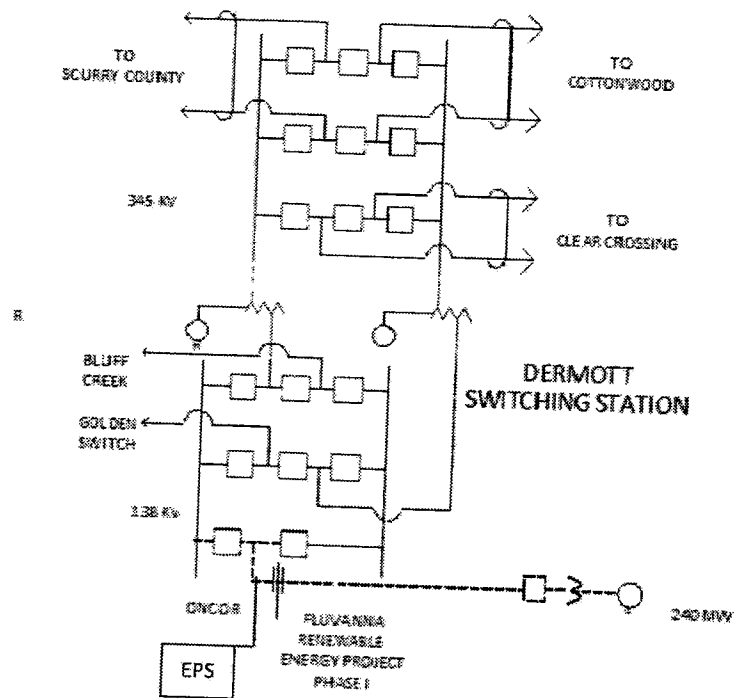 TO
SCURRY COUNTY
TO
COTTONWOOD
345 KV
TO
CLEAR CROSSING
R
BLUFF
CREEK
DERMOTT
SWITCHING STATION
GOLDEN
SWITCH
138 KV
ONCOR
FLUVANNA
RENEWABLE
ENERGY PROJECT
PHASE I
240 MW
EPS